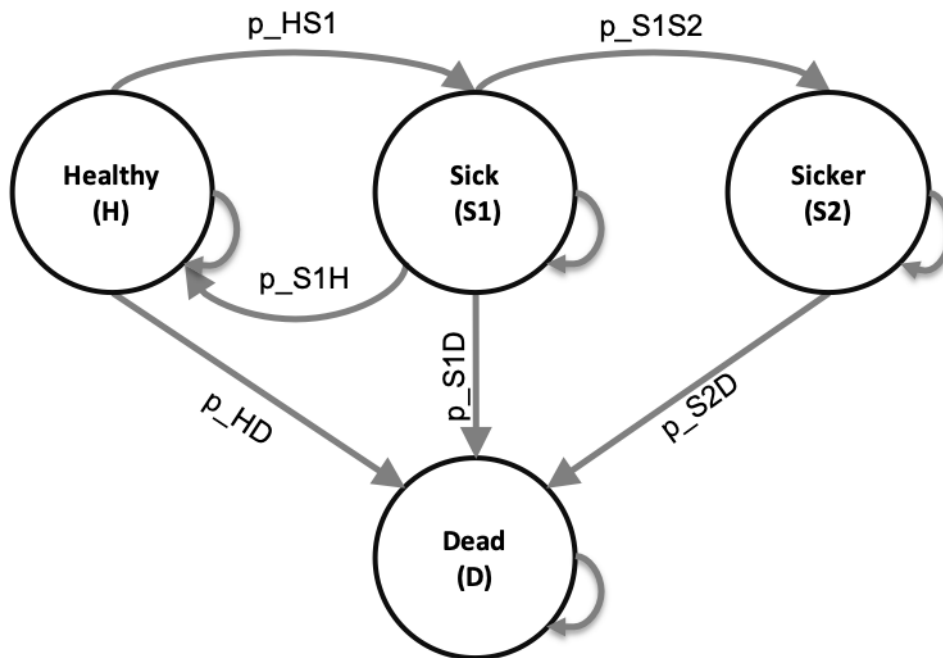 p_HS1
p_S1S2
Healthy
(H)
Sick
(S1)
Sicker
(S2)
p_S1H
p_HD
p_S1D
p_S2D
Dead
(D)